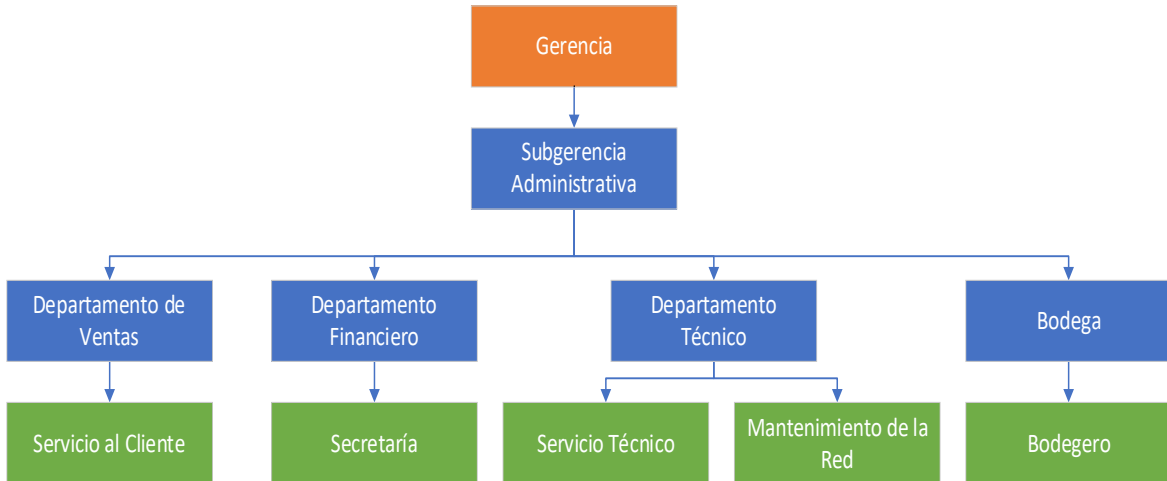 Gerencia
Subgerencia
Administrativa
Departamento de
Ventas
Departamento
Financiero
Departamento
Técnico
Bodega
Servicio al Cliente
Secretaría
Servicio Técnico
Mantenimiento de la
Red
Bodegero